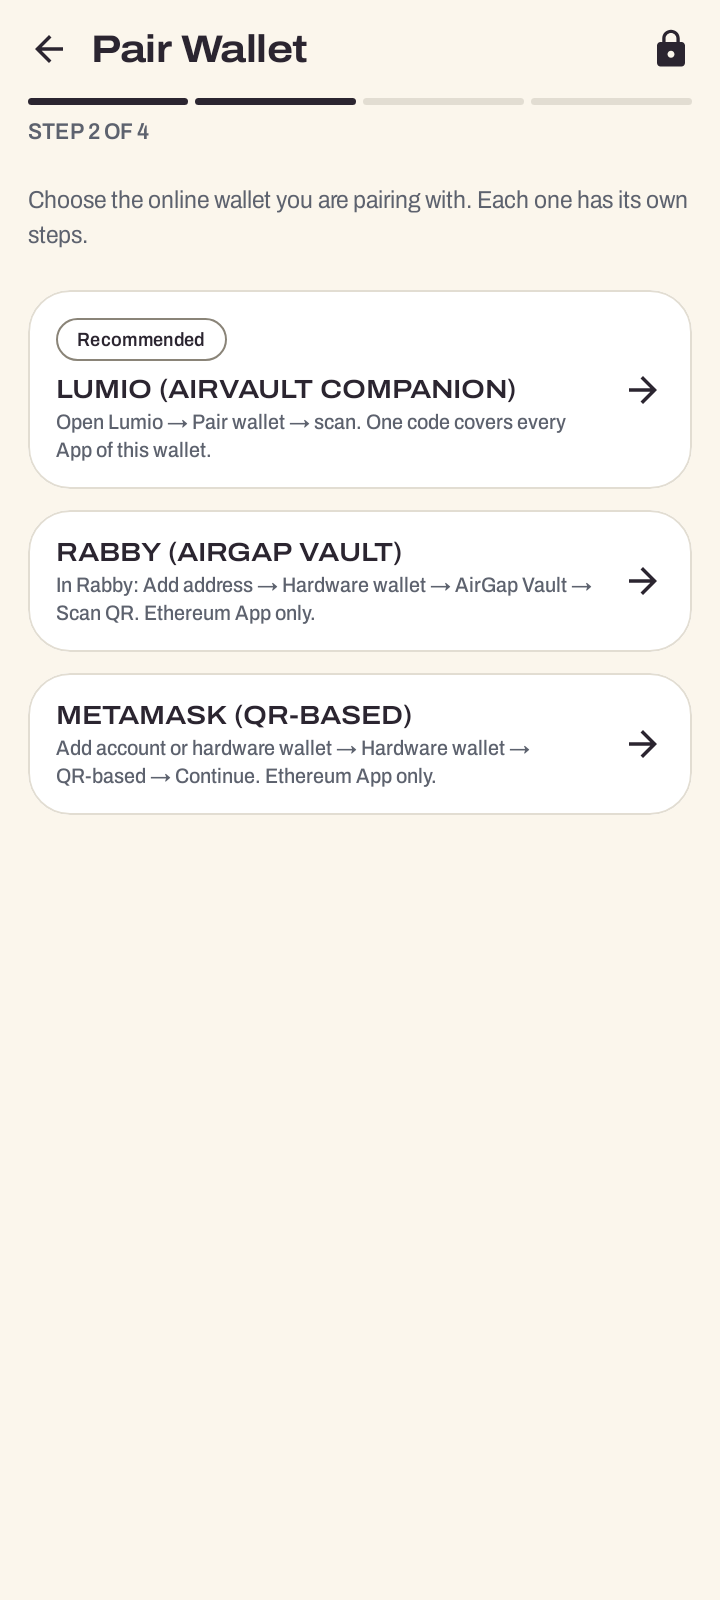 Pair Wallet
STEP 2 OF 4
Choose the online wallet you are pairing with. Each one has its own
steps.
Recommended
LUMIO (AIRVAULT COMPANION)
Open Lumio → Pair wallet → scan. One code covers every
App of this wallet.
RABBY (AIRGAP VAULT)
In Rabby: Add address → Hardware wallet → AirGap Vault →
Scan QR. Ethereum App only.
METAMASK (QR-BASED)
Add account or hardware wallet → Hardware wallet →
QR-based → Continue. Ethereum App only.